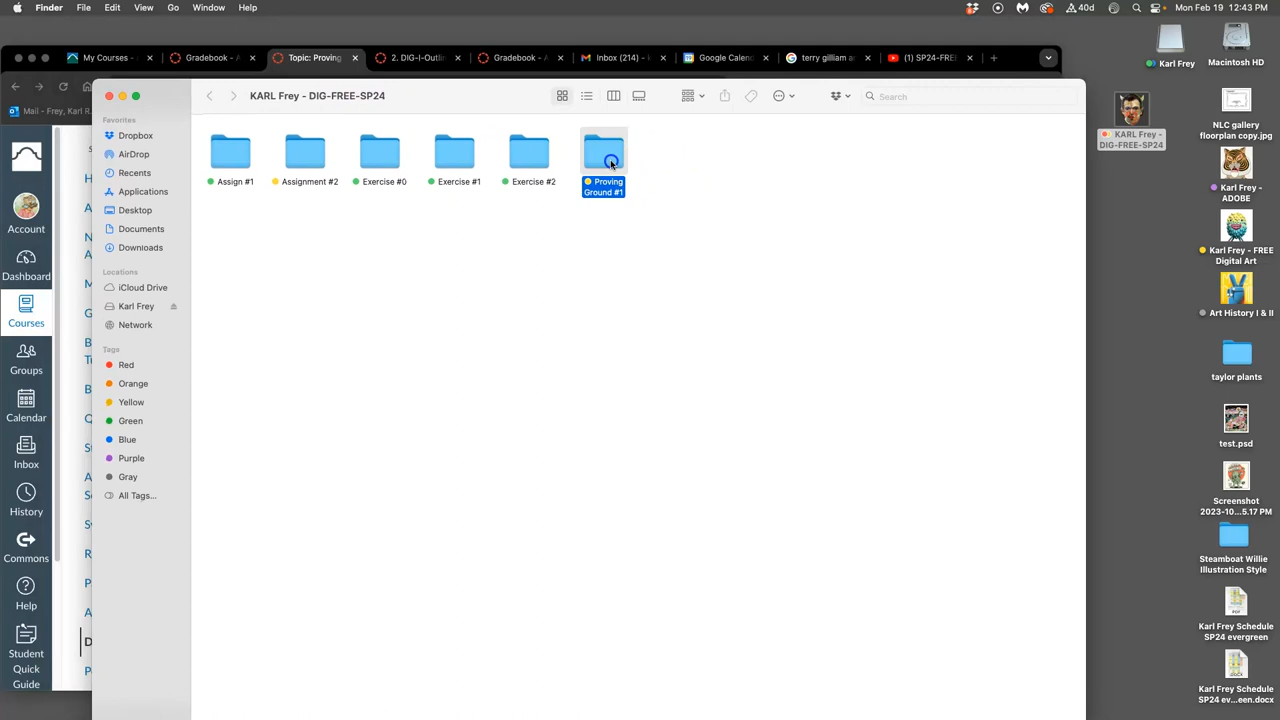 Finder File Edit View Go Window Help
40d Mon Feb 19 12:43 PM
My Courses - Gradebook - A Topic: Proving 2. DIG-I-Outlin Gradebook - A Inbox (214) - Google Calend terry gilliam a (1) SP24-FREE
Mail - Frey, Karl R.
KARL Frey - DIG-FREE-SP24
Search
Account
Dashboard
Courses
Groups
Calendar
Inbox
History
Commons
Help
Student
Quick
Guide
Favorites
Dropbox
AirDrop
Recents
Applications
Desktop
Documents
Downloads
Locations
iCloud Drive
Karl Frey
Network
Tags
Red
Orange
Yellow
Green
Blue
Purple
Gray
All Tags...
Assign #1
Assignment #2
Exercise #0
Exercise #1
Exercise #2
Proving
Ground #1
KARL Frey -
DIG-FREE-SP24
Karl Frey
Macintosh HD
NLC gallery
floorplan copy.jpg
Karl Frey -
ADOBE
Karl Frey - FREE
Digital Art
Art History I & II
taylor plants
test.psd
Screenshot
2023-10...5.17 PM
Steamboat Willie
Illustration Style
PDF
Karl Frey Schedule
SP24 evergreen
Karl Frey Schedule
SP24 ev...een.docx